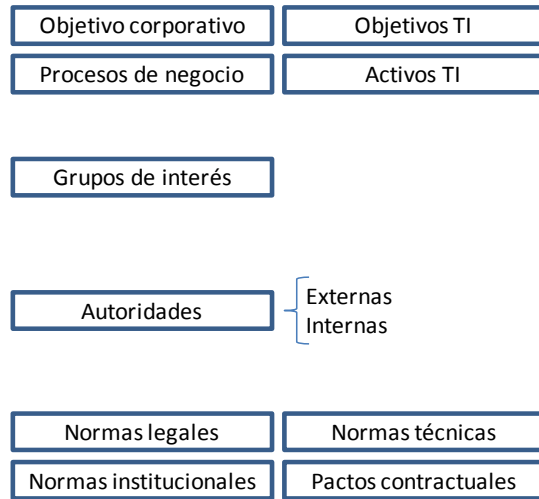 Objetivo corporativo
Objetivos TI
Procesos de negocio
Activos TI
Grupos de interés
Autoridades
Externas
Internas
Normas legales
Normas técnicas
Normas institucionales
Pactos contractuales